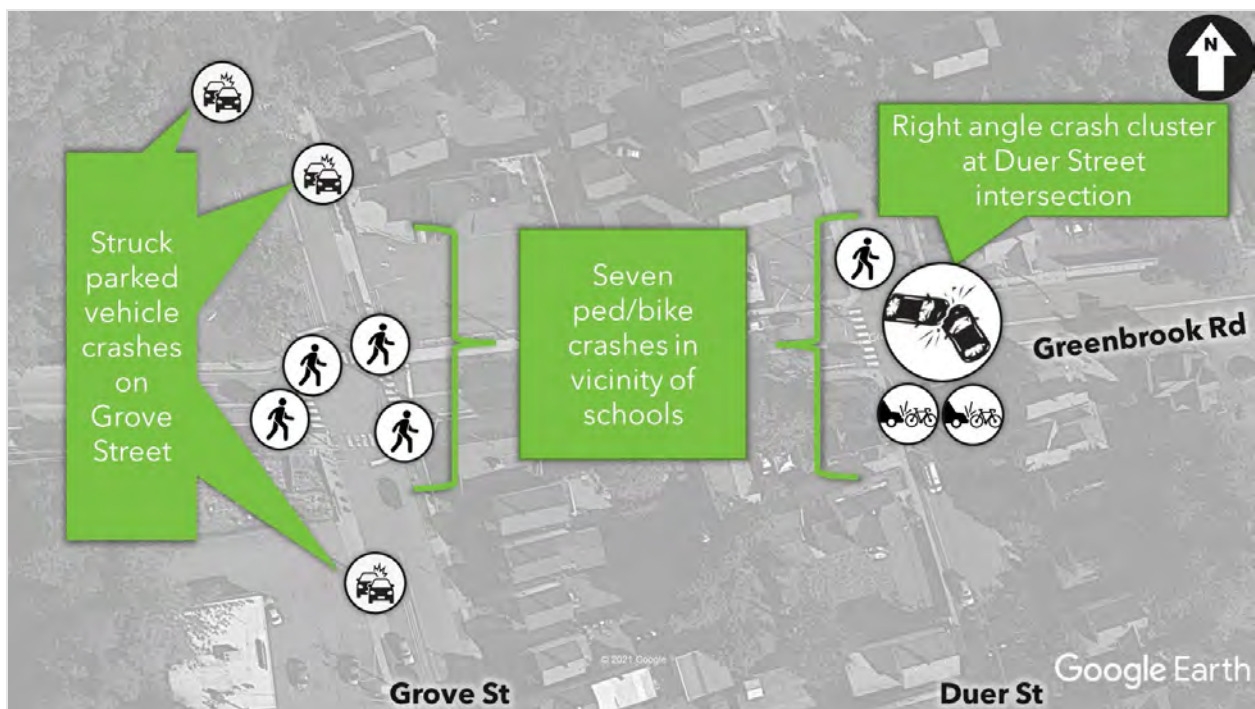 N
Right angle crash cluster
at Duer Street
intersection
Struck
parked
vehicle
crashes
on
Grove
Street
Seven
ped/bike
crashes in
vicinity of
schools
Greenbrook Rd
© 2021 Google
Google Earth
Grove St
Duer St